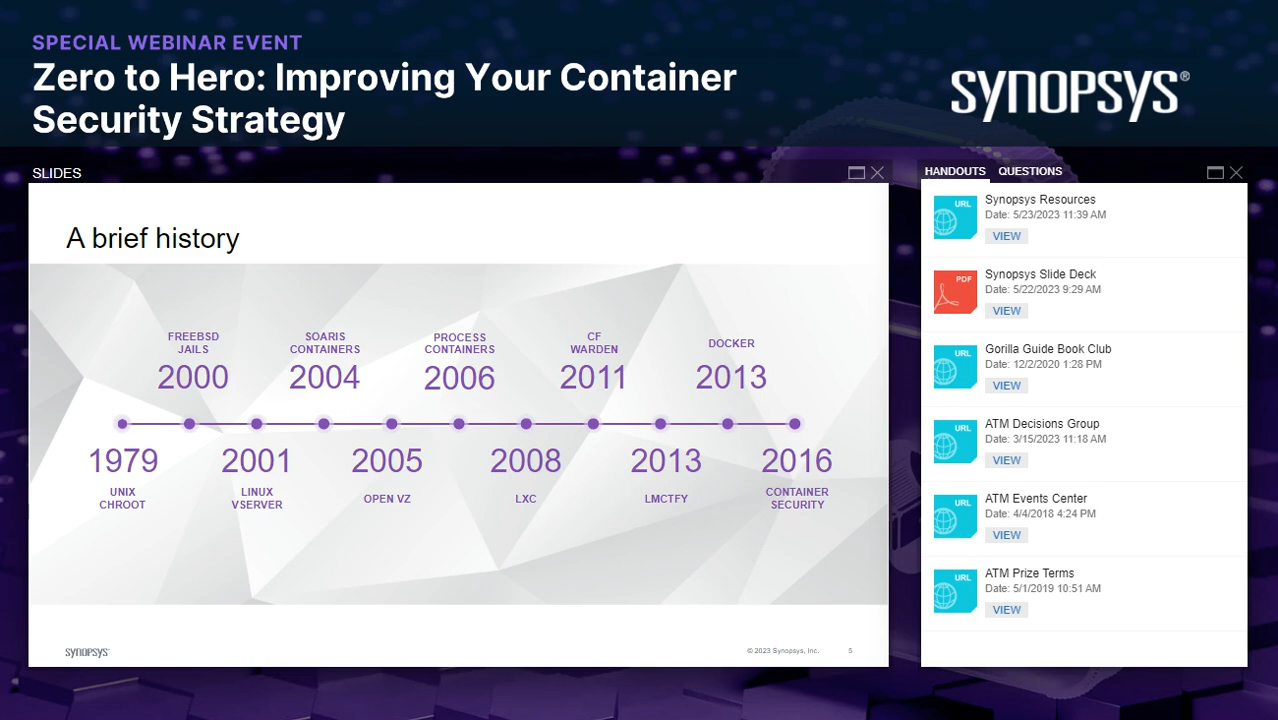 SPECIAL WEBINAR EVENT
Zero to Hero: Improving Your Container
Security Strategy
SYNOPSYS®
SLIDES
A brief history
FREEBSD
JAILS
2000
SOARIS
CONTAINERS
2004
PROCESS
CONTAINERS
2006
CF
WARDEN
2011
DOCKER
2013
1979
UNIX
CHROOT
2001
LINUX
VSERVER
2005
OPEN VZ
2008
LXC
2013
LMCTFY
2016
CONTAINER
SECURITY
SYNOPSYS®
© 2023 Synopsys, Inc.
5
HANDOUTS QUESTIONS
URL
Synopsys Resources
Date: 5/23/2023 11:39 AM
VIEW
PDF
Synopsys Slide Deck
Date: 5/22/2023 9:29 AM
VIEW
URL
Gorilla Guide Book Club
Date: 12/2/2020 1:28 PM
VIEW
URL
ATM Decisions Group
Date: 3/15/2023 11:18 AM
VIEW
URL
ATM Events Center
Date: 4/4/2018 4:24 PM
VIEW
URL
ATM Prize Terms
Date: 5/1/2019 10:51 AM
VIEW